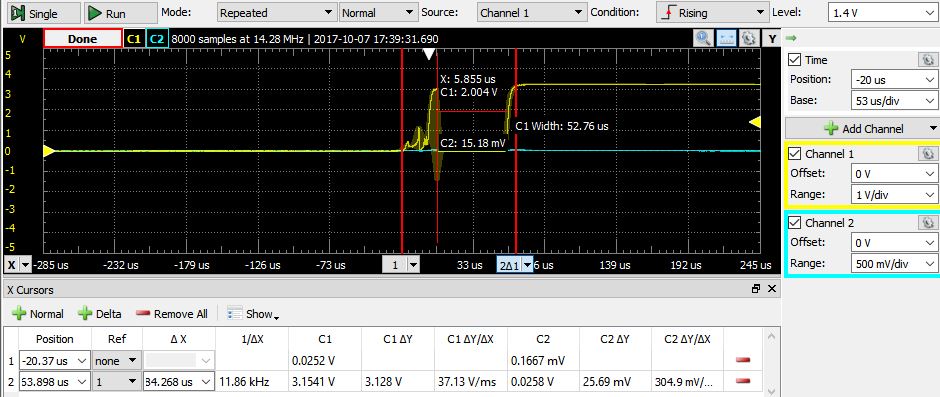 Single Run Mode: Repeated Normal Source: Channel 1 Condition: Rising Level: 1.4 V
V Done C1 C2 8000 samples at 14.28 MHz | 2017-10-07 17:39:31.690 Y
5
4
3
2
1
0
-1
-2
-3
-4
-5
X: 5.855 us
C1: 2.004 V
C1 Width: 52.76 us
C2: 15.18 mV
X -285 us -232 us -179 us -126 us -73 us 1 33 us 2Δ1 6 us 139 us 192 us 245 us
Time
Position: -20 us
Base: 53 us/div
Add Channel
Channel 1
Offset: 0 V
Range: 1 V/div
Channel 2
Offset: 0 V
Range: 500 mV/div
X Cursors
Normal Delta Remove All Show
Position Ref Δ X 1/ΔX C1 C1 ΔY C1 ΔY/ΔX C2 C2 ΔY C2 ΔY/ΔX
1 -20.37 us none 0.0252 V 0.1667 mV
2 53.898 us 1 34.268 us 11.86 kHz 3.1541 V 3.128 V 37.13 V/ms 0.0258 V 25.69 mV 304.9 mV/...